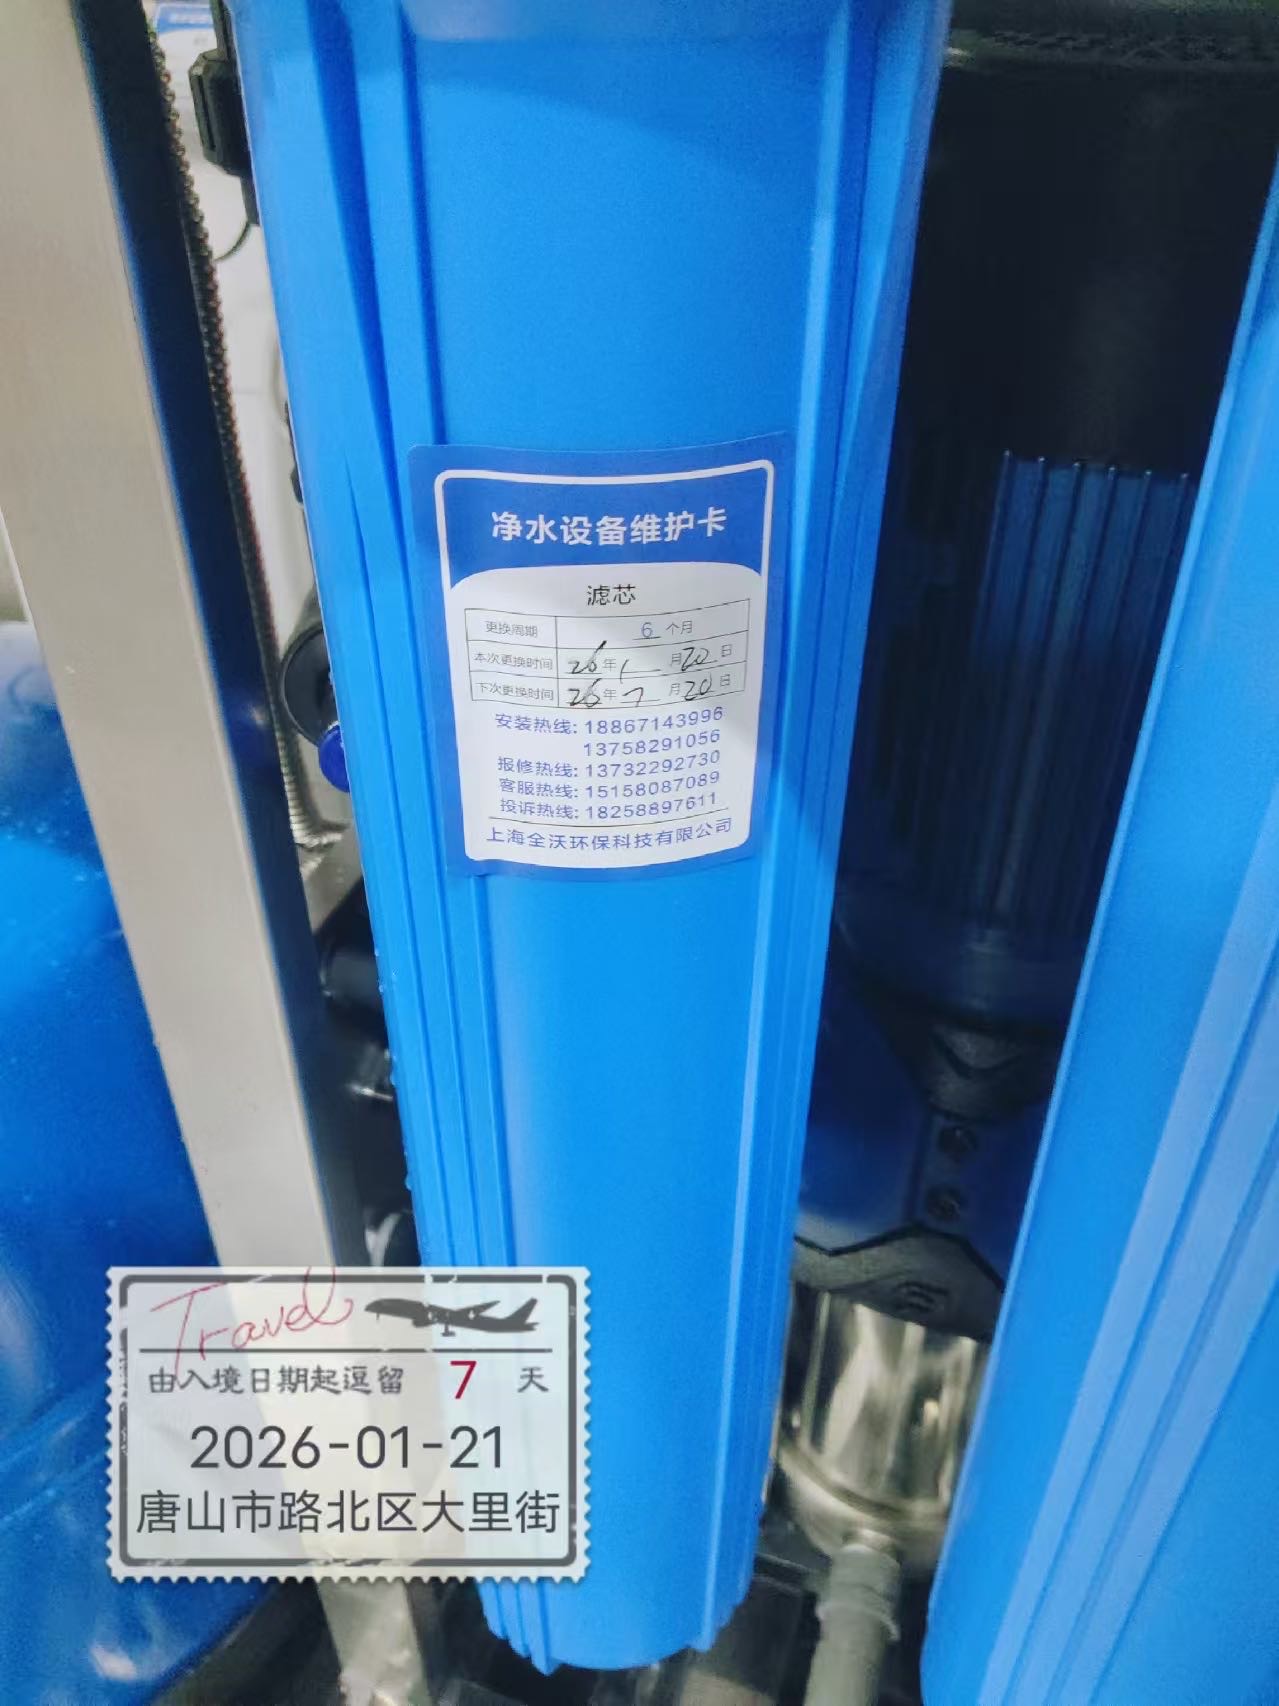 净水设备维护卡
滤芯
更换周期 6 个月
本次更换时间 26年1月20日
下次更换时间 26年7月20日
安装热线: 18867143996
13758291056
报修热线: 13732292730
客服热线: 15158087089
投诉热线: 18258897611
上海全沃环保科技有限公司
Travel
由入境日期起逗留 7 天
2026-01-21
唐山市路北区大里街